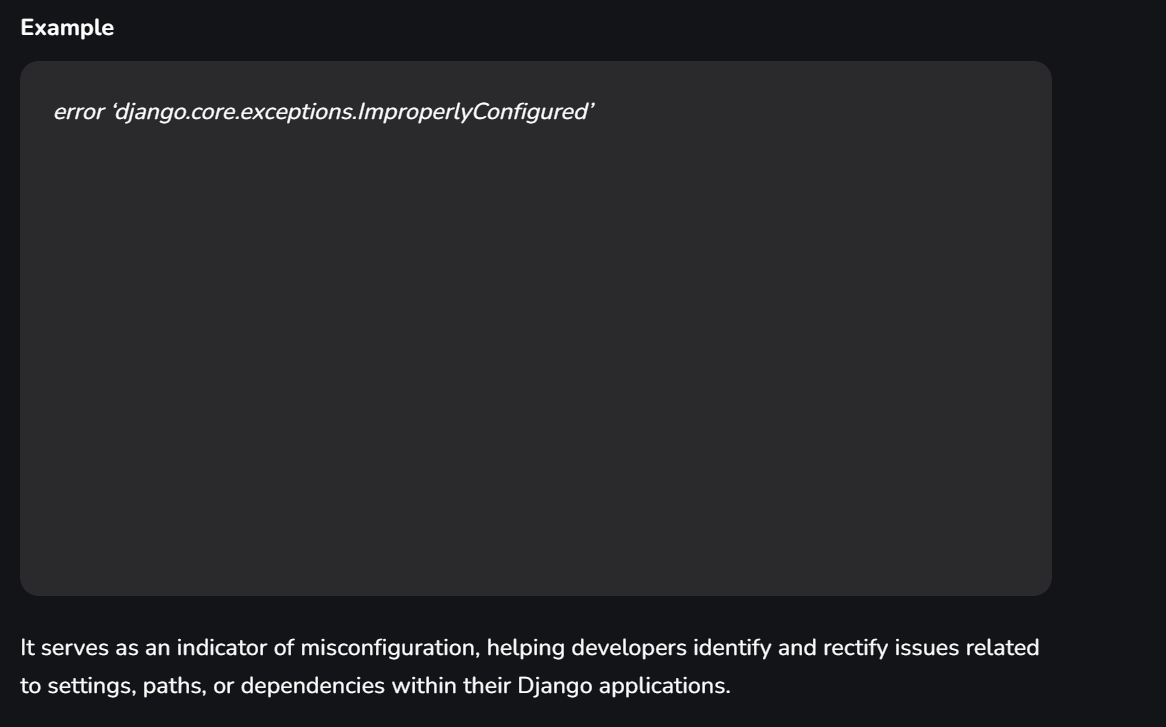 Example
error ‘django.core.exceptions.ImproperlyConfigured’
It serves as an indicator of misconfiguration, helping developers identify and rectify issues related
to settings, paths, or dependencies within their Django applications.